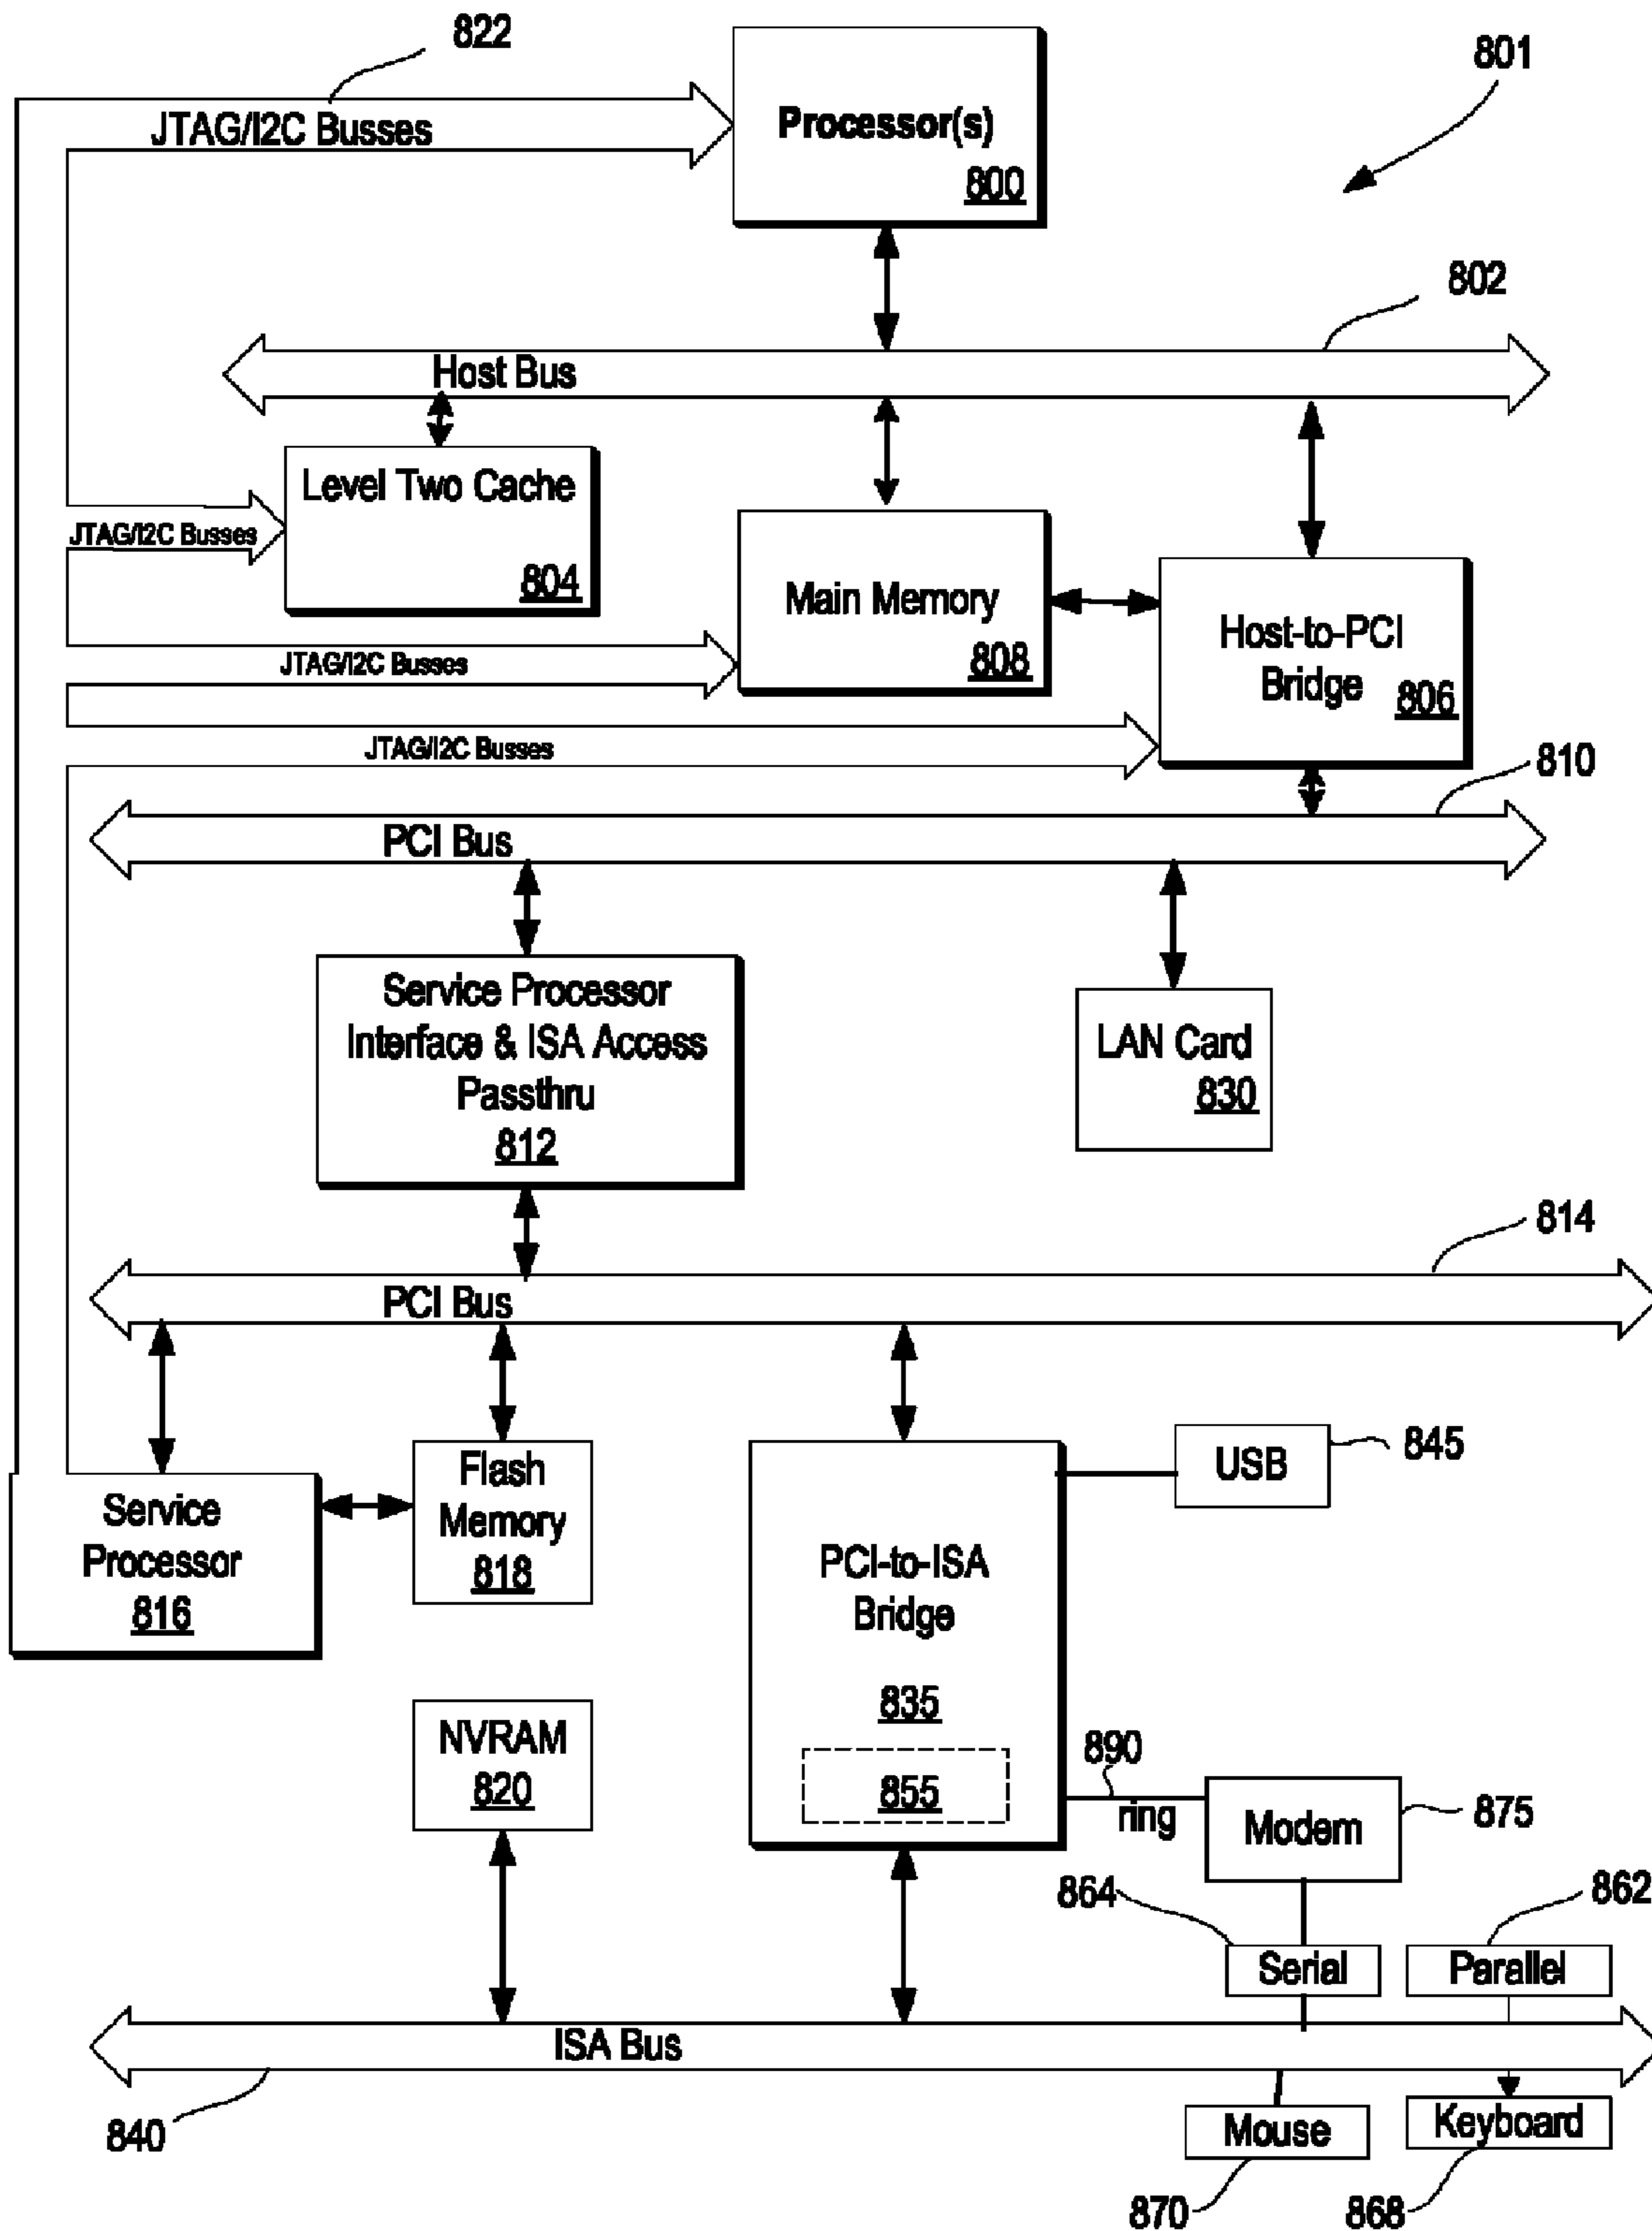 822
801
JTAG/I2C Busses
Processor(s)
800
802
Host Bus
Level Two Cache
804
JTAG/I2C Busses
Main Memory
808
Host-to-PCI
Bridge
806
JTAG/I2C Busses
JTAG/I2C Busses
810
PCI Bus
Service Processor
Interface & ISA Access
Passthru
812
LAN Card
830
814
PCI Bus
Service
Processor
816
Flash
Memory
818
USB
845
PCI-to-ISA
Bridge
835
855
NVRAM
820
890
ring
Modem
875
864
862
Serial
Parallel
ISA Bus
840
Mouse
Keyboard
870
868